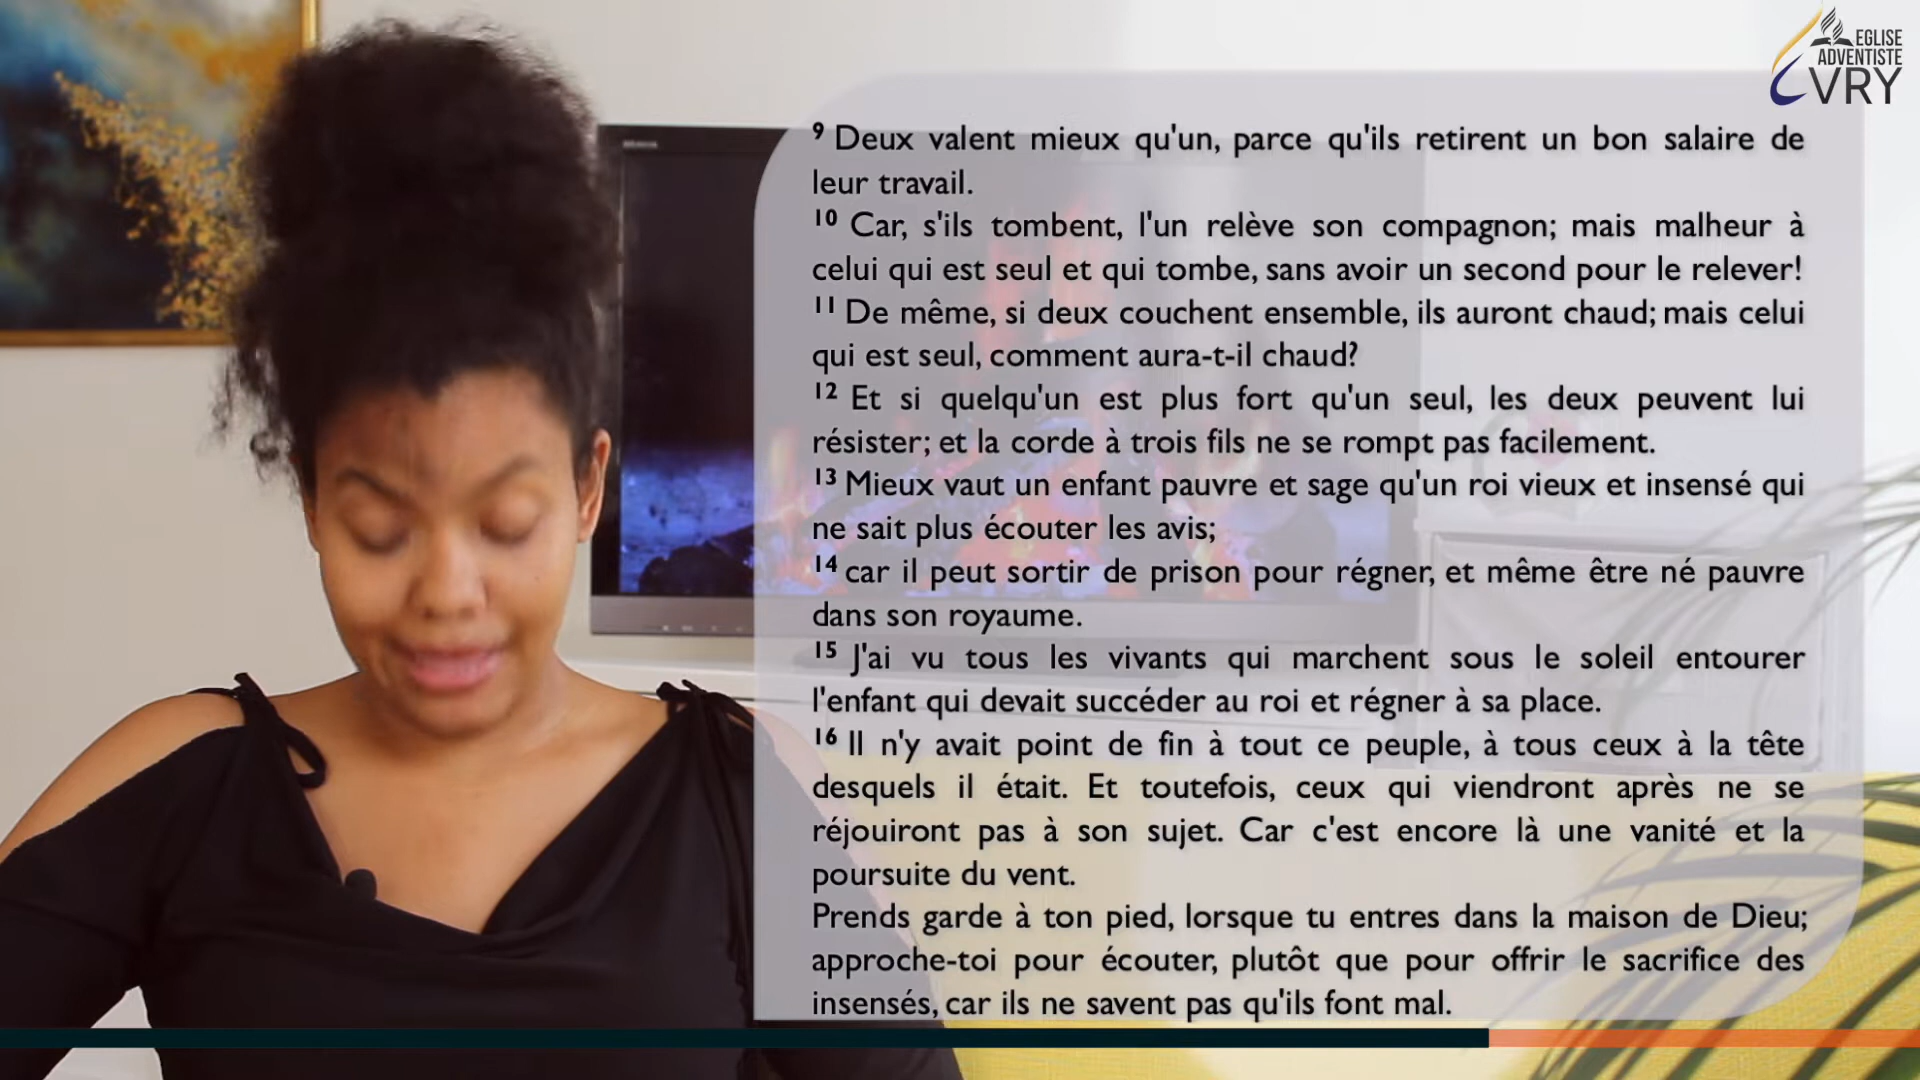 EGLISE
ADVENTISTE
VRY
9 Deux valent mieux qu'un, parce qu'ils retirent un bon salaire de
leur travail.
10 Car, s'ils tombent, l'un relève son compagnon; mais malheur à
celui qui est seul et qui tombe, sans avoir un second pour le relever!
11 De même, si deux couchent ensemble, ils auront chaud; mais celui
qui est seul, comment aura-t-il chaud?
12 Et si quelqu'un est plus fort qu'un seul, les deux peuvent lui
résister; et la corde à trois fils ne se rompt pas facilement.
13 Mieux vaut un enfant pauvre et sage qu'un roi vieux et insensé qui
ne sait plus écouter les avis;
14 car il peut sortir de prison pour régner, et même être né pauvre
dans son royaume.
15 J'ai vu tous les vivants qui marchent sous le soleil entourer
l'enfant qui devait succéder au roi et régner à sa place.
16 Il n'y avait point de fin à tout ce peuple, à tous ceux à la tête
desquels il était. Et toutefois, ceux qui viendront après ne se
réjouiront pas à son sujet. Car c'est encore là une vanité et la
poursuite du vent.
Prends garde à ton pied, lorsque tu entres dans la maison de Dieu;
approche-toi pour écouter, plutôt que pour offrir le sacrifice des
insensés, car ils ne savent pas qu'ils font mal.